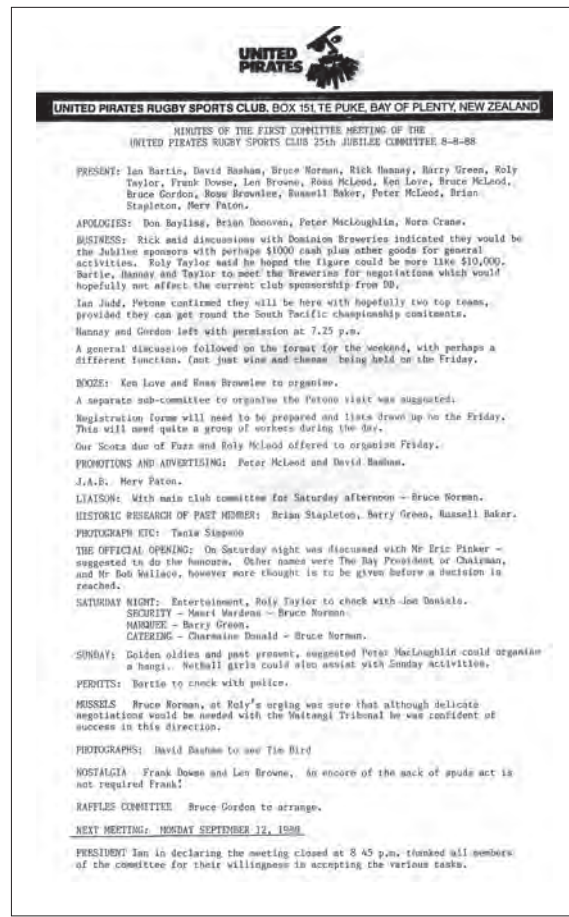 UNITED
PIRATES
UNITED PIRATES RUGBY SPORTS CLUB, BOX 151, TE PUKE, BAY OF PLENTY, NEW ZEALAND
MINUTES OF THE FIRST COMMITTEE MEETING OF THE
UNITED PIRATES RUGBY SPORTS CLUB 25th JUBILEE COMMITTEE 8-8-88
PRESENT: Ian Bartie, David Basham, Bruce Norman, Rick Hannay, Barry Green, Roly
Taylor, Frank Dowse, Len Browne, Ross McLeod, Ken Love, Bruce McLeod,
Bruce Gordon, Ross Brownlee, Russell Baker, Peter McLeod, Brian
Stapleton, Merv Paton.
APOLOGIES: Don Bayliss, Brian Donovan, Peter MacLoughlin, Norm Crane.
BUSINESS: Rick said discussions with Dominion Breweries indicated they would be
the Jubilee sponsors with perhaps $1000 cash plus other goods for general
activities. Roly Taylor said he hoped the figure could be more like $10,000.
Bartie, Hannay and Taylor to meet the Breweries for negotiations which would
hopefully not affect the current club sponsorship from DB.
Ian Judd, Petone confirmed they will be here with hopefully two top teams,
provided they can get round the South Pacific championship comitments.
Hannay and Gordon left with permission at 7.25 p.m.
A general discussion followed on the format for the weekend, with perhaps a
different function. (not just wine and cheese being held on the Friday.
BOOZE: Ken Love and Ross Brownlee to organise.
A separate sub-committee to organise the Petone visit was suggested.
Registration forms will need to be prepared and lists drawn up on the Friday.
This will need quite a group of workers during the day.
Our Scots duo of Fuzz and Roly McLeod offered to organise Friday.
PROMOTIONS AND ADVERTISING: Peter McLeod and David Basham.
J.A.B. Merv Paton.
LIAISON: With main club committee for Saturday afternoon - Bruce Norman.
HISTORIC RESEARCH OF PAST MEMBER: Brian Stapleton, Barry Green, Russell Baker.
PHOTOGRAPH ETC: Tania Simpson
THE OFFICIAL OPENING: On Saturday night was discussed with Mr Eric Pinker -
suggested to do the honours. Other names were The Bay President or Chairman,
and Mr Bob Wallace, however more thought is to be given before a decision is
reached.
SATURDAY NIGHT: Entertainment, Roly Taylor to check with Jon Daniels.
SECURITY - Maori Wardens - Bruce Norman
MARQUEE - Barry Green.
CATERING - Charmaine Donald - Bruce Norman.
SUNDAY: Golden oldies and past present, suggested Peter MacLoughlin could organise
a hangi. Netball girls could also assist with Sunday activities.
PERMITS: Bartie to check with police.
MUSSELS Bruce Norman, at Roly's urging was sure that although delicate
negotiations would be needed with the Waitangi Tribunal he was confident of
success in this direction.
PHOTOGRAPHS: David Basham to see Tim Bird
NOSTALGIA Frank Dowse and Len Browne, An encore of the sack of spuds act is
not required Frank!
RAFFLES COMMITTEE Bruce Gordon to arrange.
NEXT MEETING: MONDAY SEPTEMBER 12, 1988
PRESIDENT Ian in declaring the meeting closed at 8 45 p.m. thanked all members
of the committee for their willingness in accepting the various tasks.